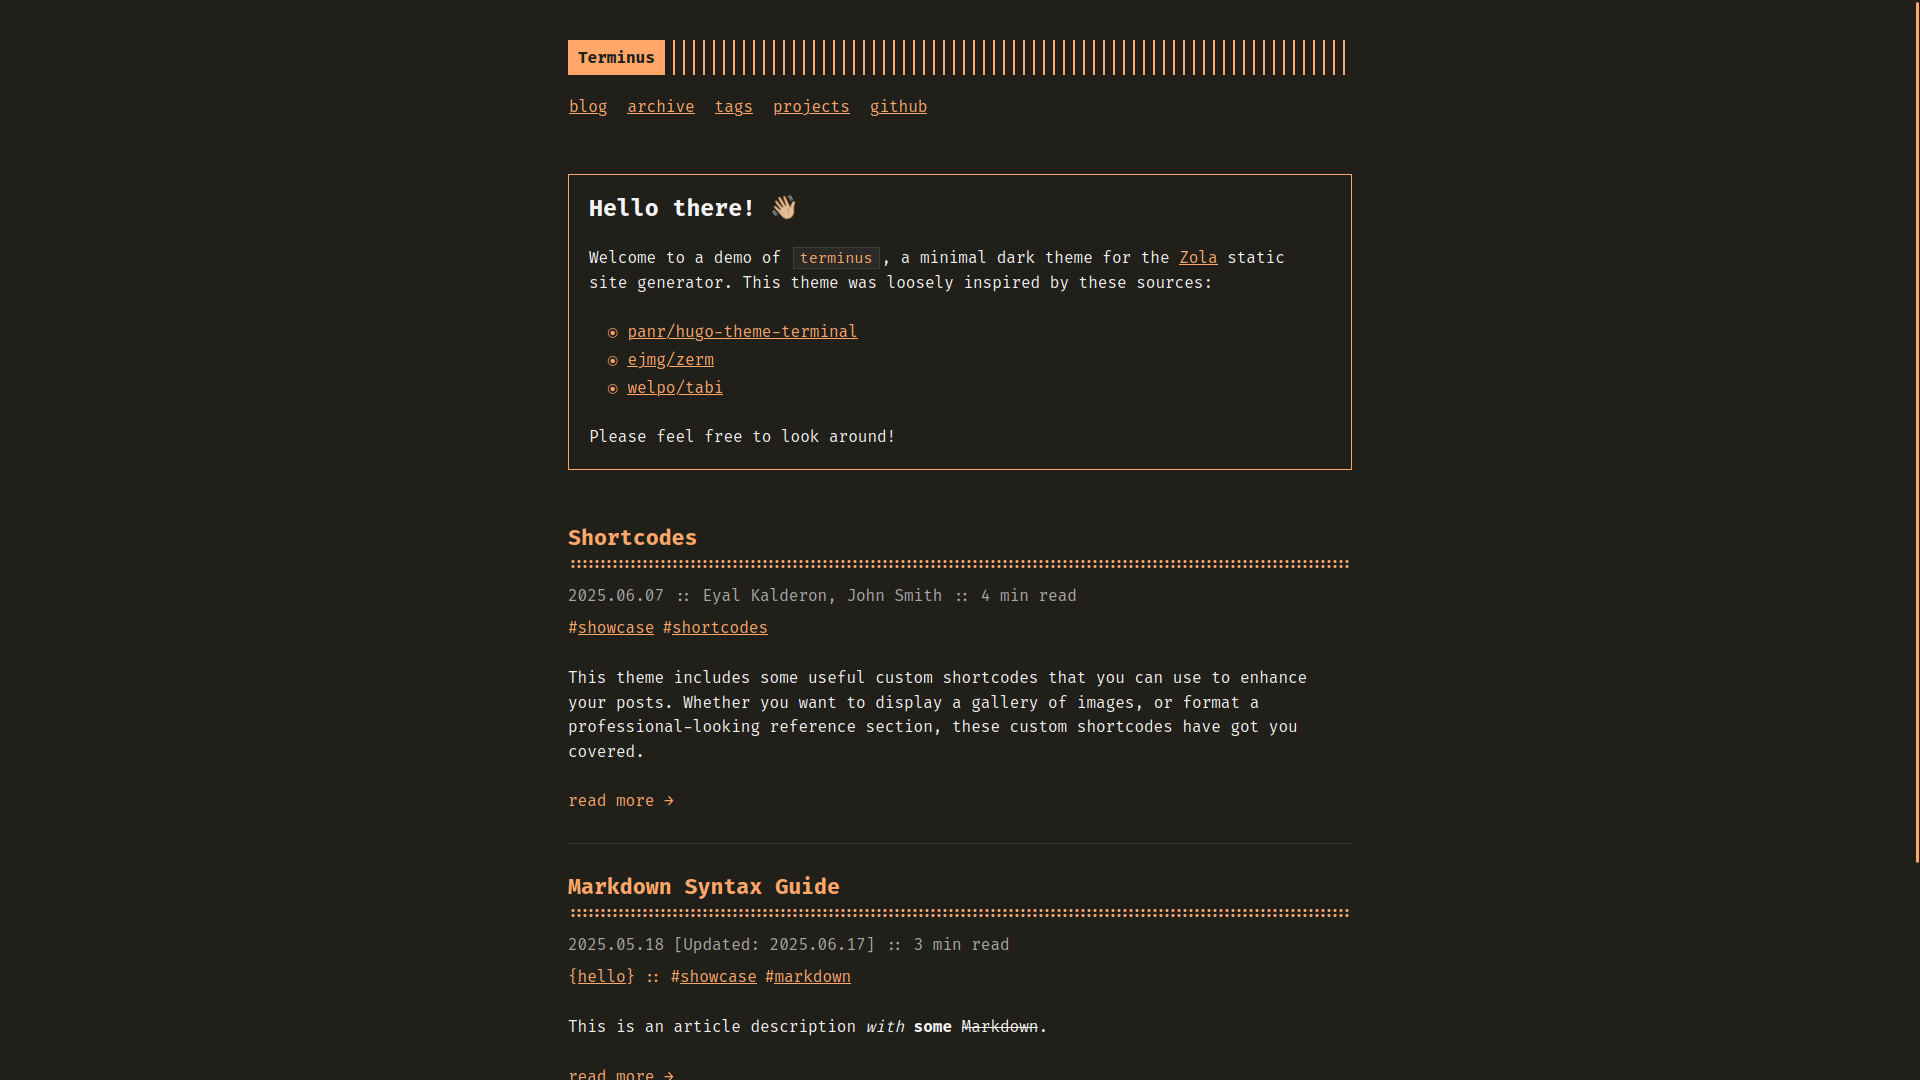 Terminus
blog archive tags projects github
Hello there! 👋🏼
Welcome to a demo of terminus, a minimal dark theme for the Zola static
site generator. This theme was loosely inspired by these sources:
panr/hugo-theme-terminal
ejmg/zerm
welpo/tabi
Please feel free to look around!
Shortcodes
2025.06.07 :: Eyal Kalderon, John Smith :: 4 min read
#showcase #shortcodes
This theme includes some useful custom shortcodes that you can use to enhance
your posts. Whether you want to display a gallery of images, or format a
professional-looking reference section, these custom shortcodes have got you
covered.
read more →
Markdown Syntax Guide
2025.05.18 [Updated: 2025.06.17] :: 3 min read
{hello} :: #showcase #markdown
This is an article description with some Markdown.
read more →